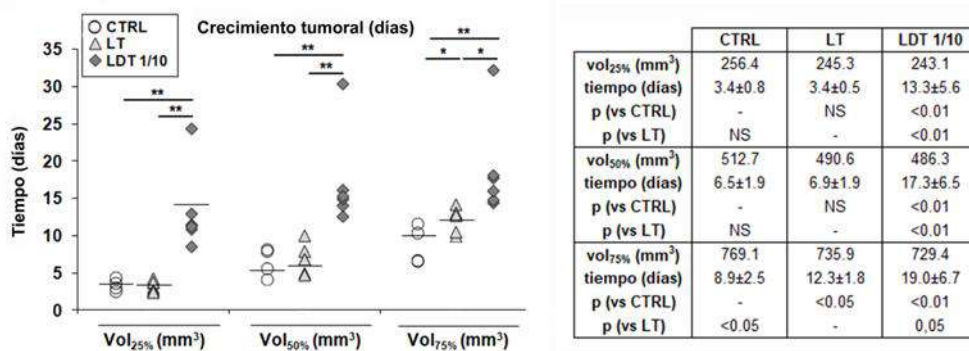 Crecimiento tumoral (días)
CTRL
LT
LDT 1/10
Tiempo (días)
35
30
25
20
15
10
5
0
**
**
**
**
**
*
*
Vol25% (mm³)
Vol50% (mm³)
Vol75% (mm³)
CTRL LT LDT 1/10
vol25% (mm³) 256.4 245.3 243.1
tiempo (días) 3.4±0.8 3.4±0.5 13.3±5.6
p (vs CTRL) - NS <0.01
p (vs LT) NS - <0.01
vol50% (mm³) 512.7 490.6 486.3
tiempo (días) 6.5±1.9 6.9±1.9 17.3±6.5
p (vs CTRL) - NS <0.01
p (vs LT) NS - <0.01
vol75% (mm³) 769.1 735.9 729.4
tiempo (días) 8.9±2.5 12.3±1.8 19.0±6.7
p (vs CTRL) - <0.05 <0.01
p (vs LT) <0.05 - 0,05